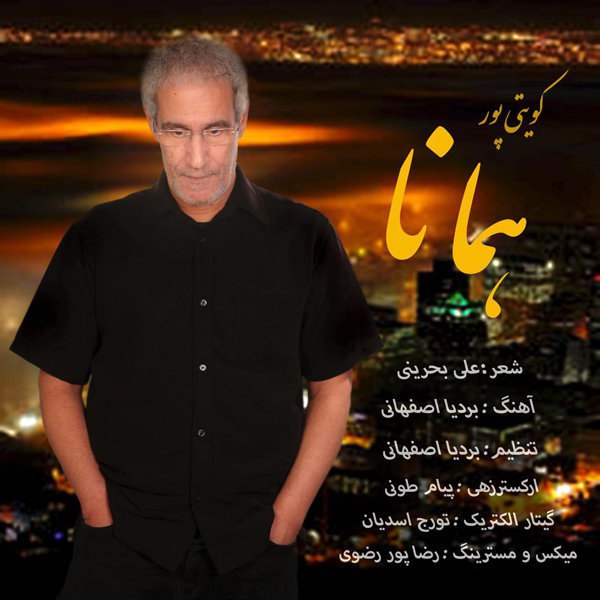 کویتی پور
همانا
شعر : علی بحرینی
آهنگ : بردیا اصفهانی
تنظیم : بردیا اصفهانی
ارکسترزهی : پیام طونی
گیتار الکتریک : تورج اسدیان
میکس و مسترینگ : رضا پور رضوی